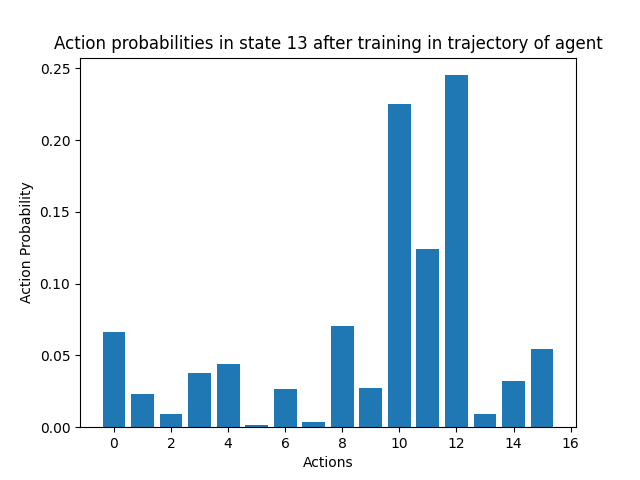 Action probabilities in state 13 after training in trajectory of agent
0.25
0.20
0.15
0.10
0.05
0.00
Action Probability
0 2 4 6 8 10 12 14 16
Actions